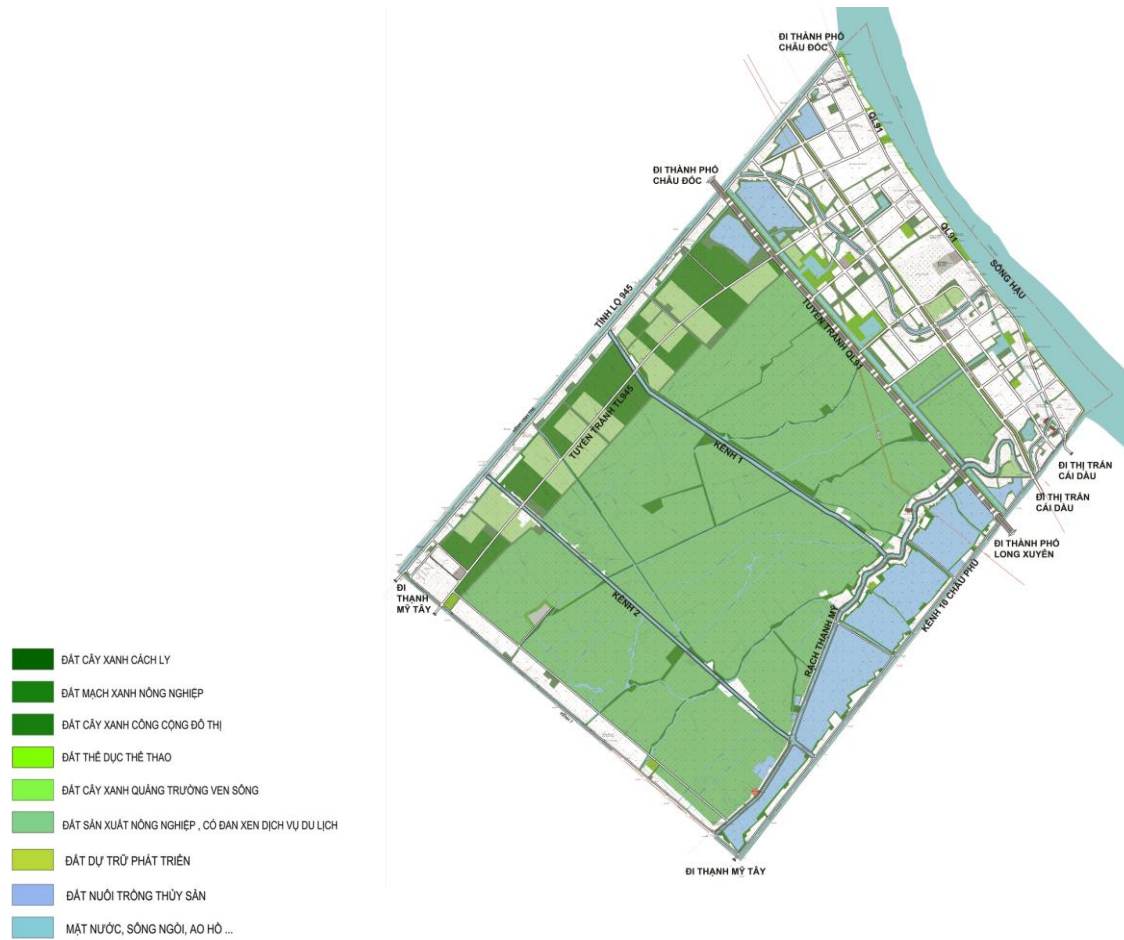 ĐI THÀNH PHỐ
CHÂU ĐỐC
QL91
ĐI THÀNH PHỐ
CHÂU ĐỐC
QL91
SÔNG HẬU
TỈNH LỘ 945
TUYẾN TRÁNH QL91
TUYẾN TRÁNH TL945
KÊNH 1
ĐI THỊ TRẤN
CÁI DẦU
ĐI THỊ TRẤN
CÁI DẦU
ĐI THÀNH PHỐ
LONG XUYÊN
ĐI
THẠNH
MỸ TÂY
KÊNH 2
RẠCH THẠNH MỸ
KÊNH 10 CHÂU PHÚ
ĐI THẠNH MỸ TÂY
ĐẤT CÂY XANH CÁCH LY
ĐẤT MẠCH XANH NÔNG NGHIỆP
ĐẤT CÂY XANH CÔNG CỘNG ĐÔ THỊ
ĐẤT THỂ DỤC THỂ THAO
ĐẤT CÂY XANH QUẢNG TRƯỜNG VEN SÔNG
ĐẤT SẢN XUẤT NÔNG NGHIỆP , CÓ ĐAN XEN DỊCH VỤ DU LỊCH
ĐẤT DỰ TRỮ PHÁT TRIỂN
ĐẤT NUÔI TRỒNG THỦY SẢN
MẶT NƯỚC, SÔNG NGÒI, AO HỒ ...